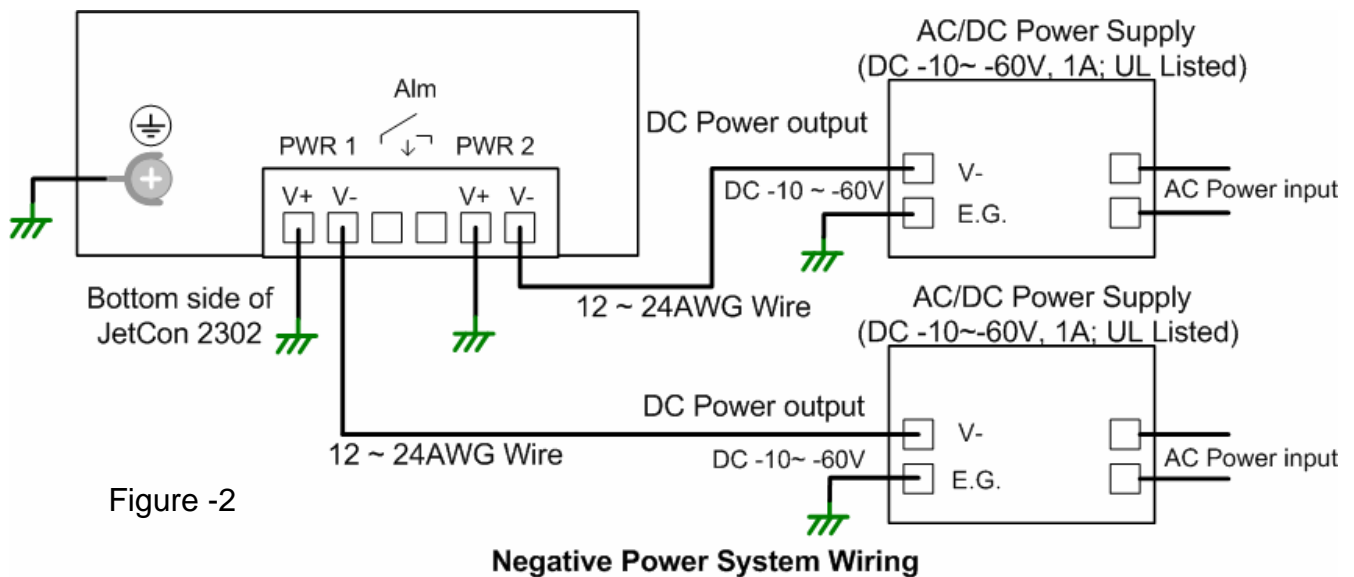 AC/DC Power Supply
(DC -10~ -60V, 1A; UL Listed)
Alm
PWR 1
PWR 2
V+ V-
V+ V-
DC Power output
DC -10 ~ -60V
V-
E.G.
AC Power input
Bottom side of
JetCon 2302
12 ~ 24AWG Wire
AC/DC Power Supply
(DC -10~-60V, 1A; UL Listed)
DC Power output
12 ~ 24AWG Wire
DC -10~ -60V
V-
E.G.
AC Power input
Figure -2
Negative Power System Wiring